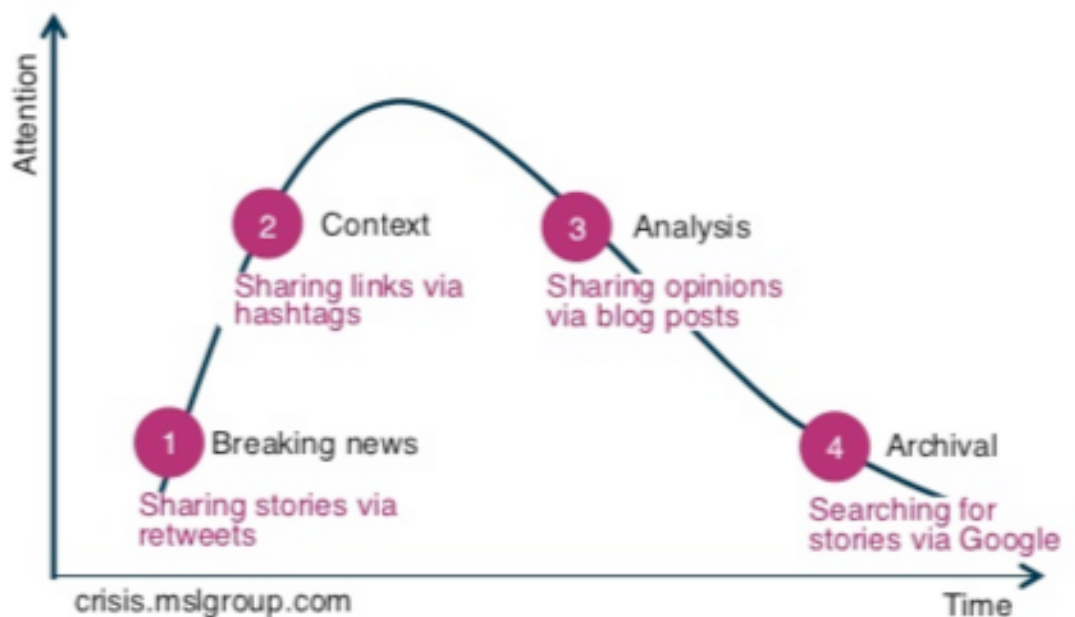 Attention
2
Context
Sharing links via
hashtags
3
Analysis
Sharing opinions
via blog posts
1
Breaking news
Sharing stories via
retweets
4
Archival
Searching for
stories via Google
crisis.mslgroup.com
Time